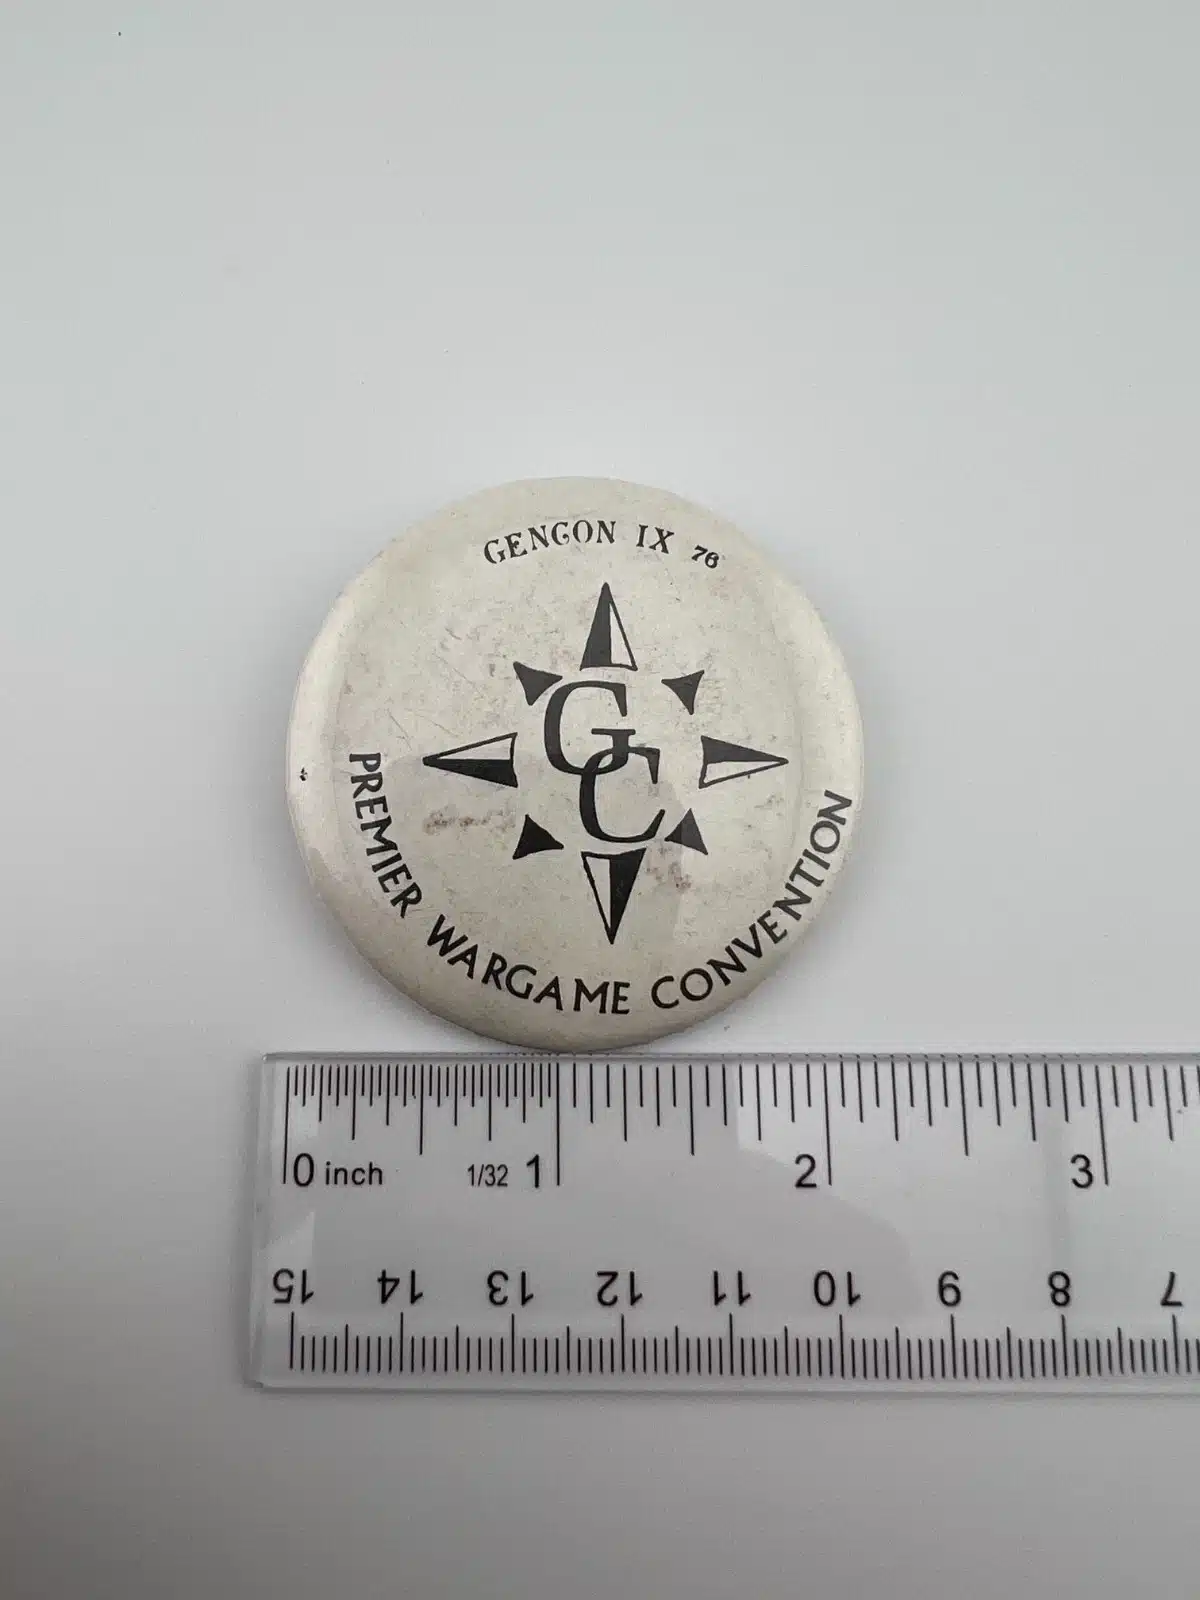 GENCON IX 76
GC
PREMIER WARGAME CONVENTION
0 inch 1/32 1 2 3
15 14 13 12 11 10 9 8 7